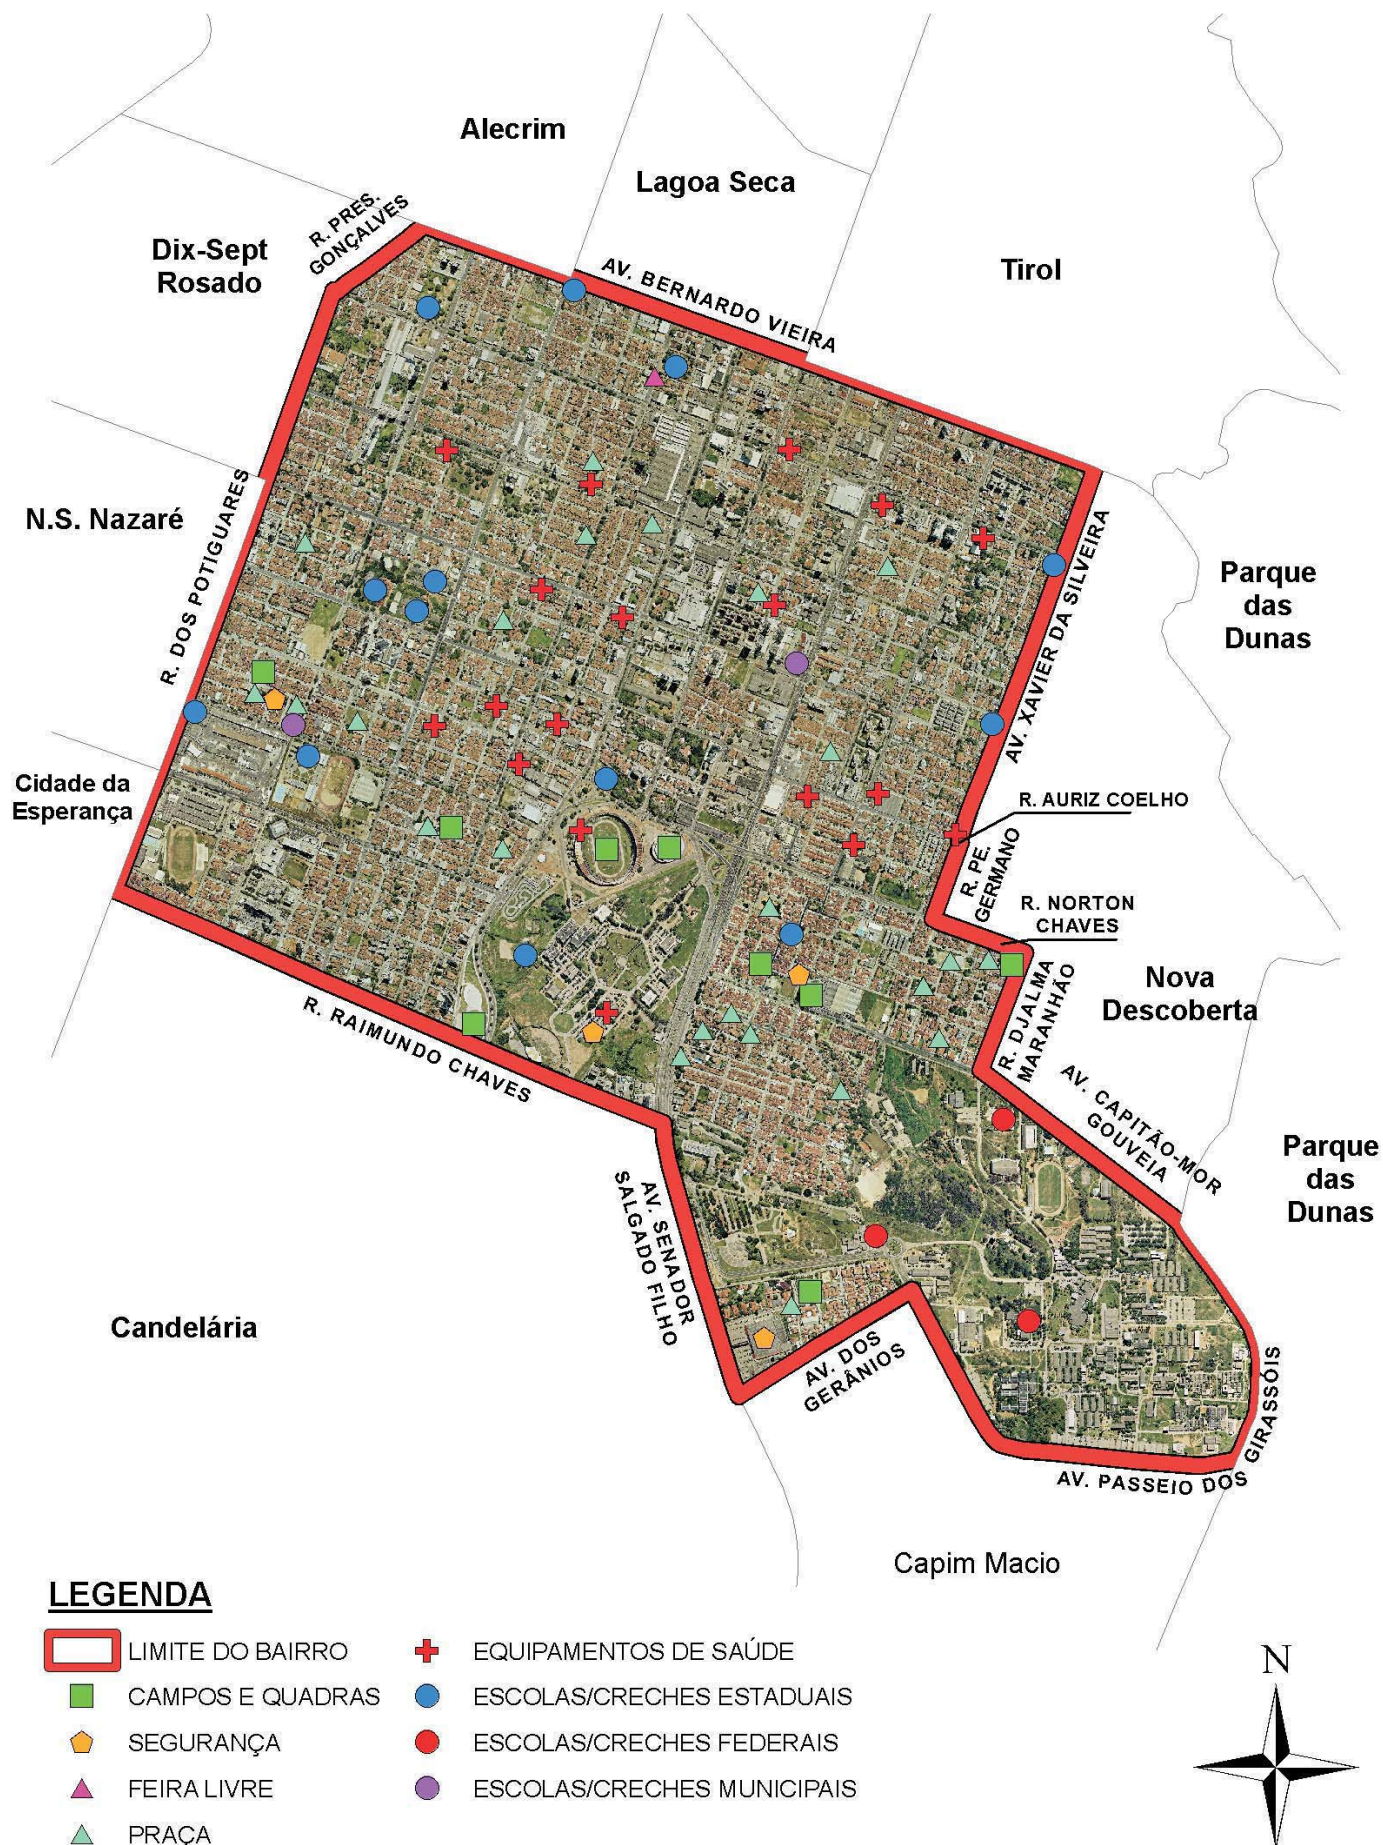 Alecrim
Lagoa Seca
R. PRES.
GONÇALVES
Dix-Sept
Rosado
Tirol
AV. BERNARDO VIEIRA
N.S. Nazaré
R. DOS POTIGUARES
Parque
das
Dunas
AV. XAVIER DA SILVEIRA
Cidade da
Esperança
R. AURIZ COELHO
R. PE.
GERMANO
R. NORTON
CHAVES
Nova
Descoberta
R. DJALMA
MARANHÃO
R. RAIMUNDO CHAVES
AV. CAPITÃO-MOR
GOUVEIA
Parque
das
Dunas
AV. SENADOR
SALGADO FILHO
Candelária
AV. DOS
GERÂNIOS
AV. PASSEIO DOS GIRASSÓIS
Capim Macio
LEGENDA
LIMITE DO BAIRRO
CAMPOS E QUADRAS
SEGURANÇA
FEIRA LIVRE
PRAÇA
EQUIPAMENTOS DE SAÚDE
ESCOLAS/CRECHES ESTADUAIS
ESCOLAS/CRECHES FEDERAIS
ESCOLAS/CRECHES MUNICIPAIS
N